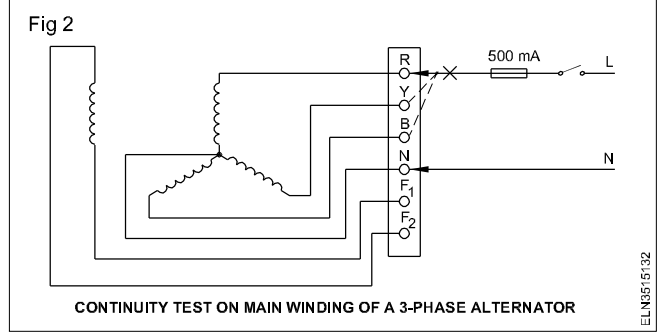 Fig 2
500 mA
R
L
Y
B
N
N
F1
F2
CONTINUITY TEST ON MAIN WINDING OF A 3-PHASE ALTERNATOR
ELN3515132